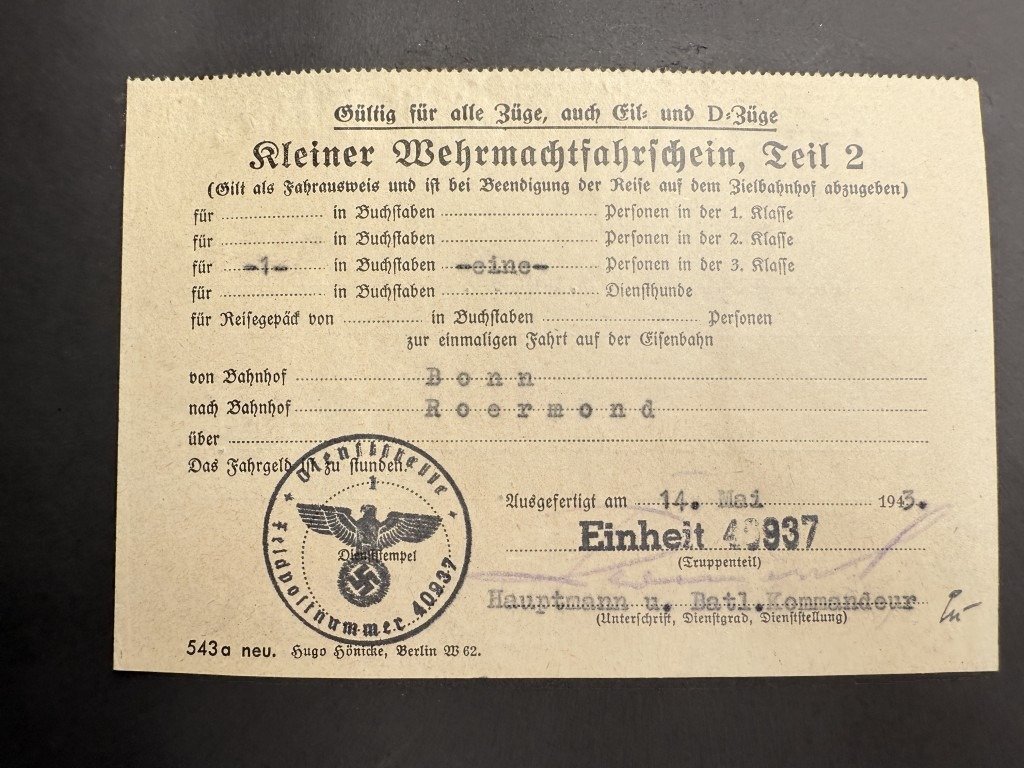 Gültig für alle Züge, auch Eil- und D-Züge
Kleiner Wehrmachtfahrschein, Teil 2
(Gilt als Fahrausweis und ist bei Beendigung der Reise auf dem Zielbahnhof abzugeben)
für ............ in Buchstaben ............ Personen in der 1. Klasse
für ............ in Buchstaben ............ Personen in der 2. Klasse
für -1- in Buchstaben -eine- Personen in der 3. Klasse
für ............ in Buchstaben ............ Diensthunde
für Reisegepäck von ............ in Buchstaben ............ Personen
zur einmaligen Fahrt auf der Eisenbahn
von Bahnhof Bonn
nach Bahnhof Roermond
über
Das Fahrgeld ist zu stunden.
Dienststelle
1
Feldpostnummer 40937
Dienststempel
Ausgefertigt am 14. Mai 1943.
Einheit 40937
(Truppenteil)
Hauptmann u. Batl.Kommandeur
(Unterschrift, Dienstgrad, Dienststellung)
543a neu. Hugo Hönicke, Berlin W 62.